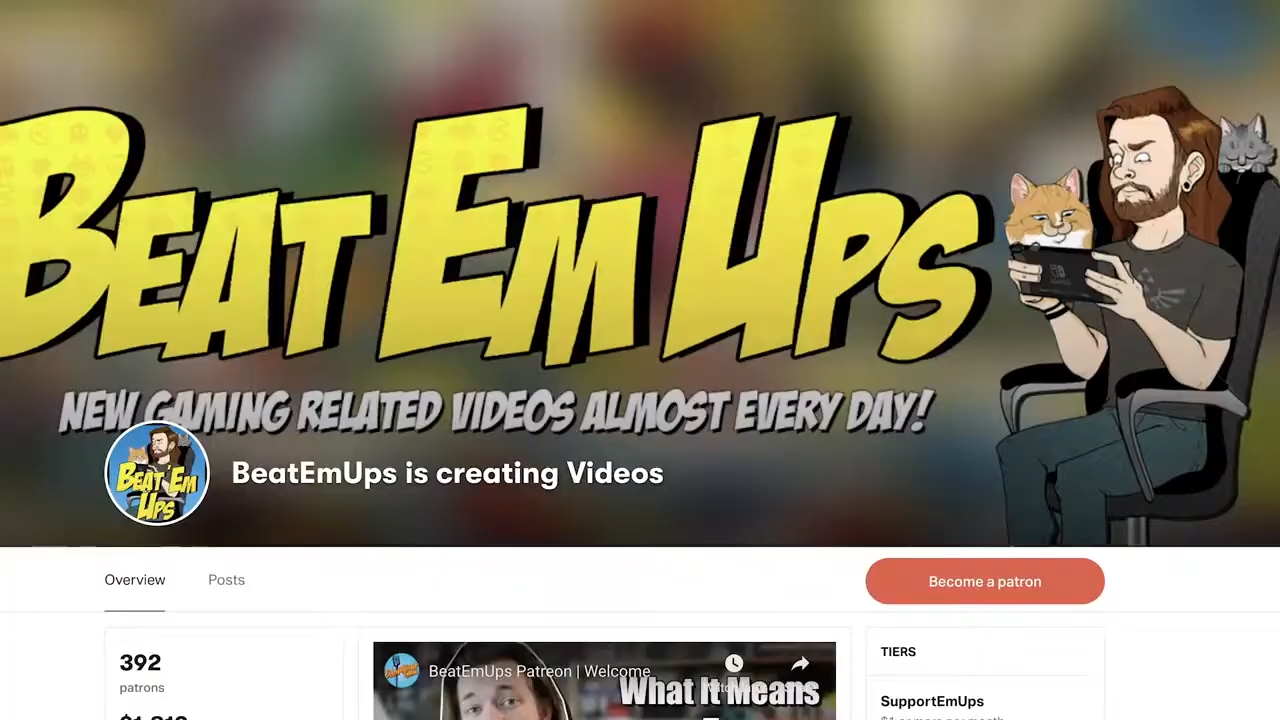 BEAT EM UPS
NEW GAMING RELATED VIDEOS ALMOST EVERY DAY!
BEAT 'EM
UPS
BeatEmUps is creating Videos
Overview
Posts
Become a patron
392
patrons
BeatEmUps Patreon | Welcome
What It Means
TIERS
SupportEmUps